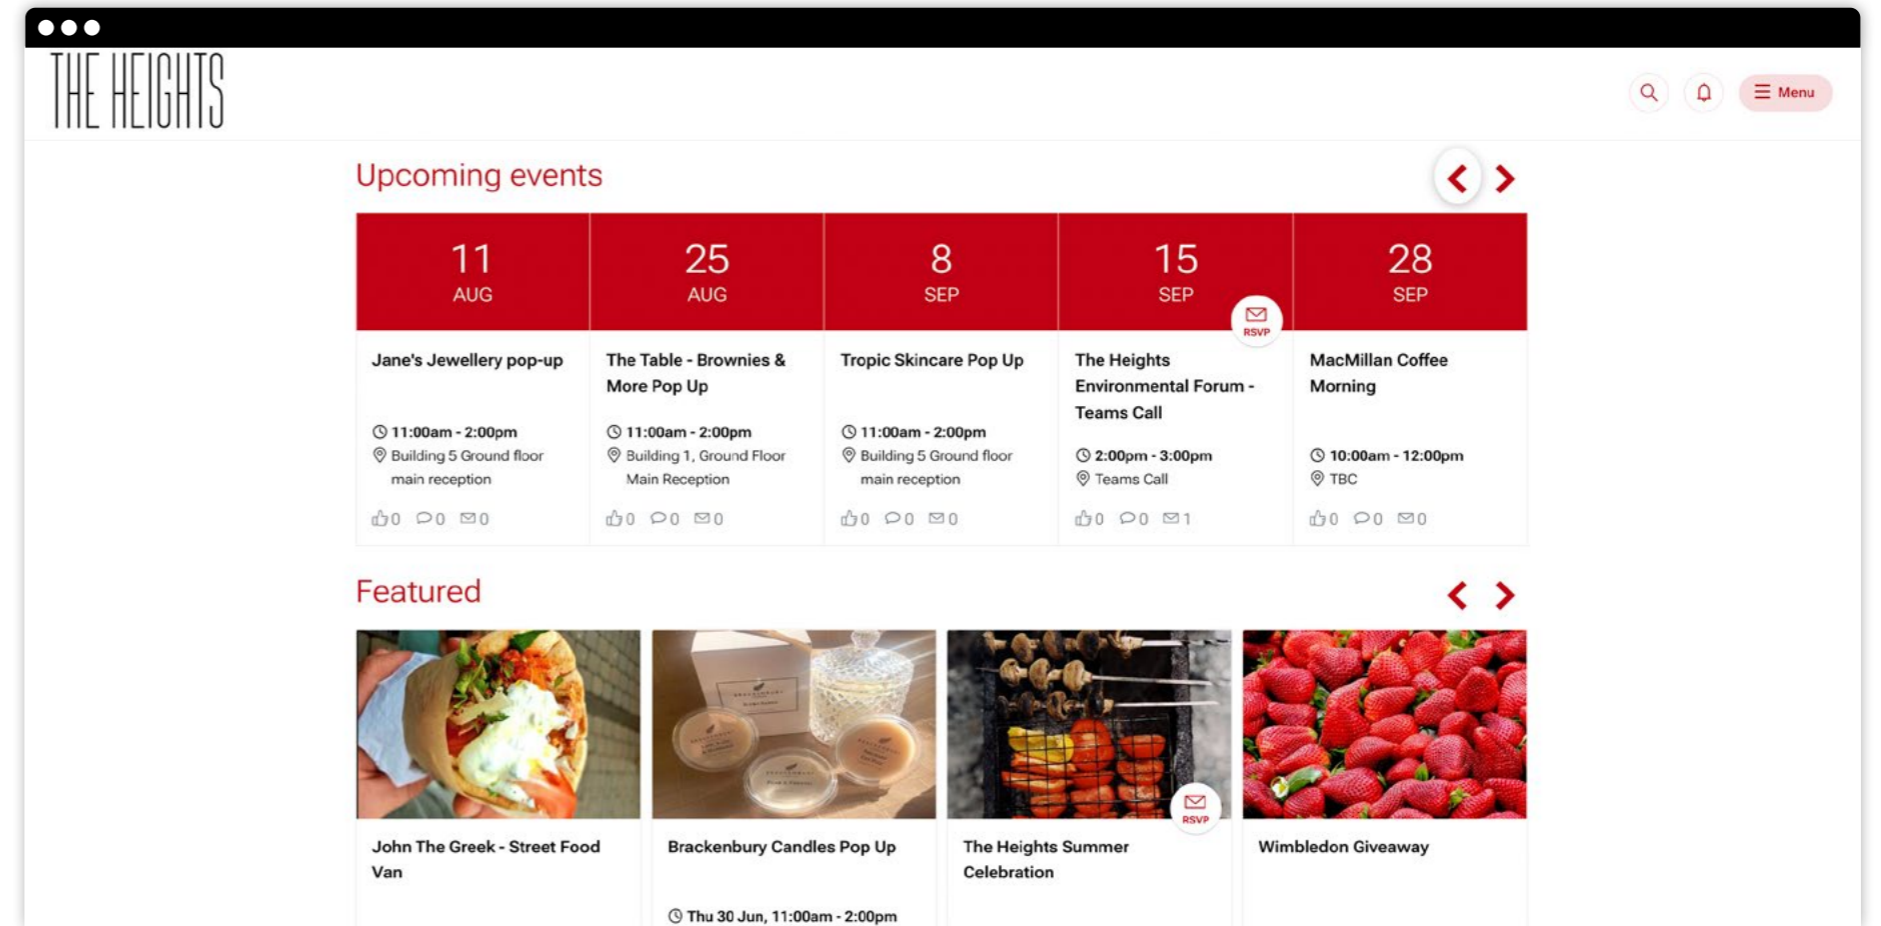 THE HEIGHTS
Menu
Upcoming events
11
AUG
25
AUG
8
SEP
15
SEP
RSVP
28
SEP
Jane's Jewellery pop-up
11:00am - 2:00pm
Building 5 Ground floor
main reception
0 0 0
The Table - Brownies &
More Pop Up
11:00am - 2:00pm
Building 1, Ground Floor
Main Reception
0 0 0
Tropic Skincare Pop Up
11:00am - 2:00pm
Building 5 Ground floor
main reception
0 0 0
The Heights
Environmental Forum -
Teams Call
2:00pm - 3:00pm
Teams Call
0 0 1
MacMillan Coffee
Morning
10:00am - 12:00pm
TBC
0 0 0
Featured
RSVP
John The Greek - Street Food
Van
Brackenbury Candles Pop Up
Thu 30 Jun, 11:00am - 2:00pm
The Heights Summer
Celebration
Wimbledon Giveaway